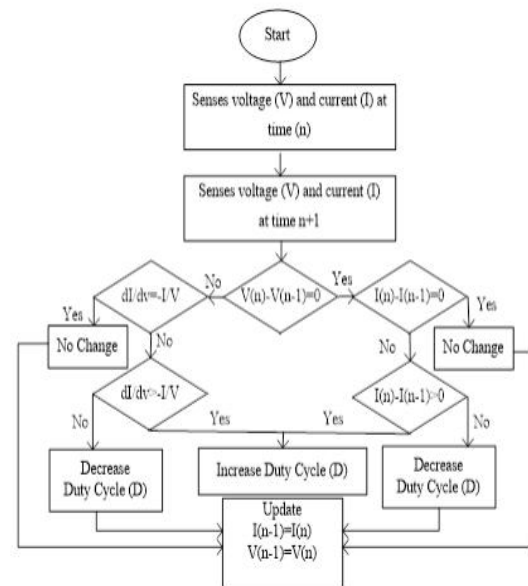 Start
Senses voltage (V) and current (I) at
time (n)
Senses voltage (V) and current (I)
at time n+1
No
Yes
dI/dv=-I/V
V(n)-V(n-1)=0
I(n)-I(n-1)=0
Yes
Yes
No Change
No Change
No
No
dI/dv>-I/V
I(n)-I(n-1)>0
No
Yes
Yes
No
Decrease
Duty Cycle (D)
Increase Duty Cycle (D)
Decrease
Duty Cycle (D)
Update
I(n-1)=I(n)
V(n-1)=V(n)